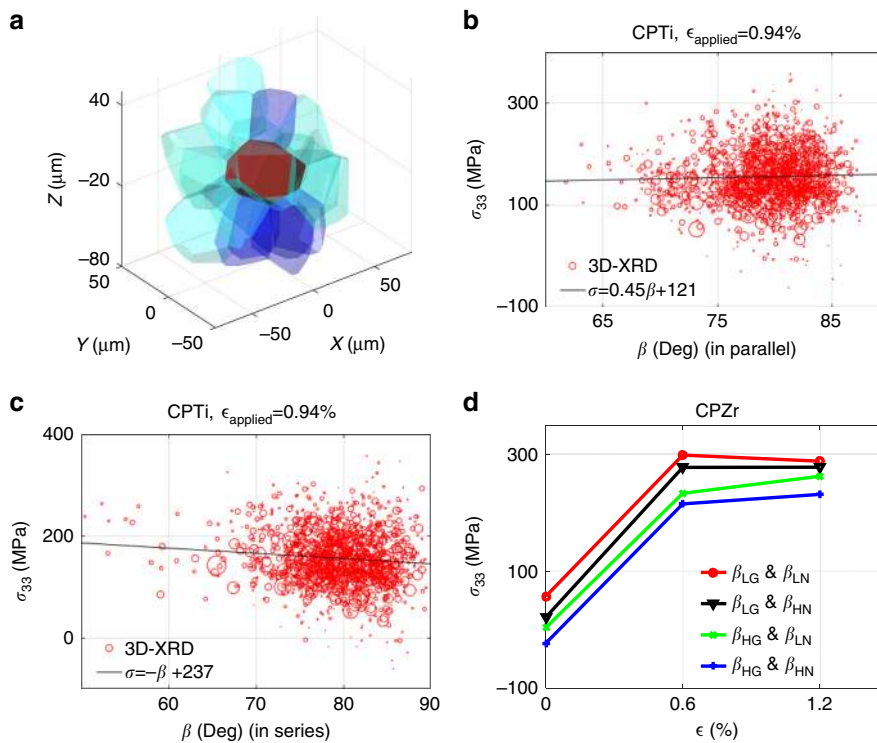 a
40
−20
−80
Z (μm)
50
0
−50
Y (μm)
−50
0
50
X (μm)
b
CPTi, ϵapplied=0.94%
300
100
−100
σ33 (MPa)
3D-XRD
σ=0.45β+121
65
75
85
β (Deg) (in parallel)
c
CPTi, ϵapplied=0.94%
400
200
0
σ33 (MPa)
3D-XRD
σ=−β +237
60
70
80
90
β (Deg) (in series)
d
CPZr
300
100
−100
σ33 (MPa)
βLG & βLN
βLG & βHN
βHG & βLN
βHG & βHN
0
0.6
1.2
ϵ (%)